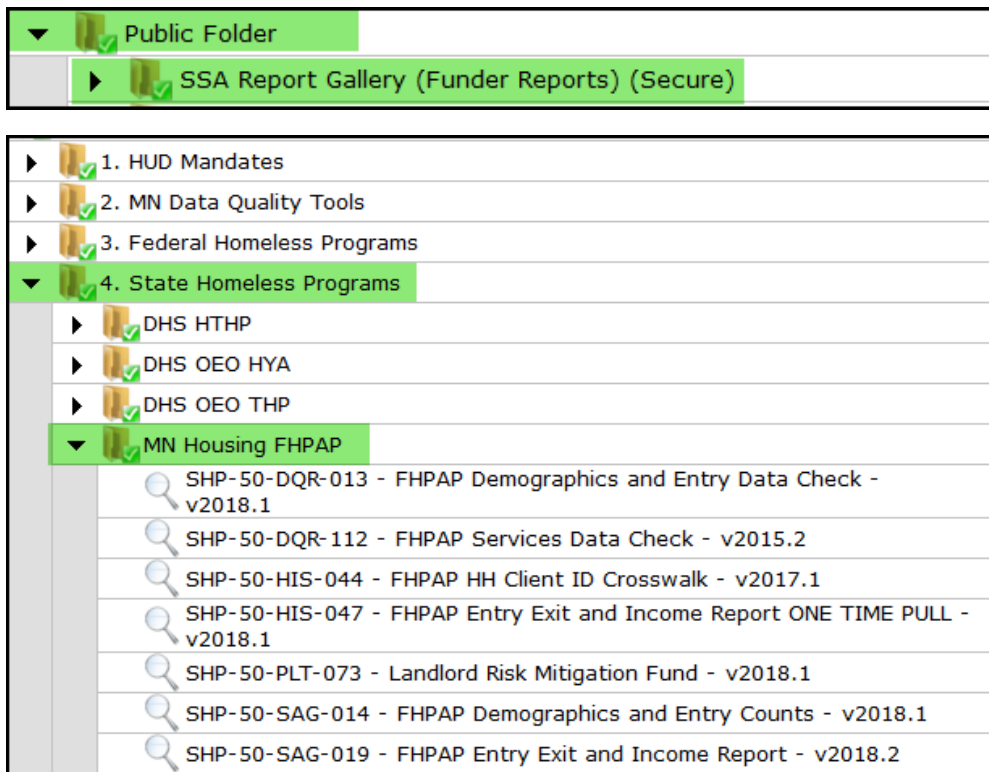 Public Folder
SSA Report Gallery (Funder Reports) (Secure)
1. HUD Mandates
2. MN Data Quality Tools
3. Federal Homeless Programs
4. State Homeless Programs
DHS HTHP
DHS OEO HYA
DHS OEO THP
MN Housing FHPAP
SHP-50-DQR-013 - FHPAP Demographics and Entry Data Check -
v2018.1
SHP-50-DQR-112 - FHPAP Services Data Check - v2015.2
SHP-50-HIS-044 - FHPAP HH Client ID Crosswalk - v2017.1
SHP-50-HIS-047 - FHPAP Entry Exit and Income Report ONE TIME PULL -
v2018.1
SHP-50-PLT-073 - Landlord Risk Mitigation Fund - v2018.1
SHP-50-SAG-014 - FHPAP Demographics and Entry Counts - v2018.1
SHP-50-SAG-019 - FHPAP Entry Exit and Income Report - v2018.2